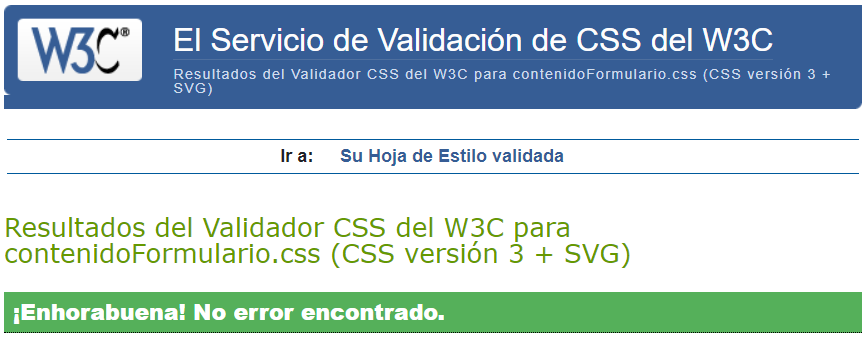 W3C®
El Servicio de Validación de CSS del W3C
Resultados del Validador CSS del W3C para contenidoFormulario.css (CSS versión 3 +
SVG)
Ir a: Su Hoja de Estilo validada
Resultados del Validador CSS del W3C para
contenidoFormulario.css (CSS versión 3 + SVG)
¡Enhorabuena! No error encontrado.